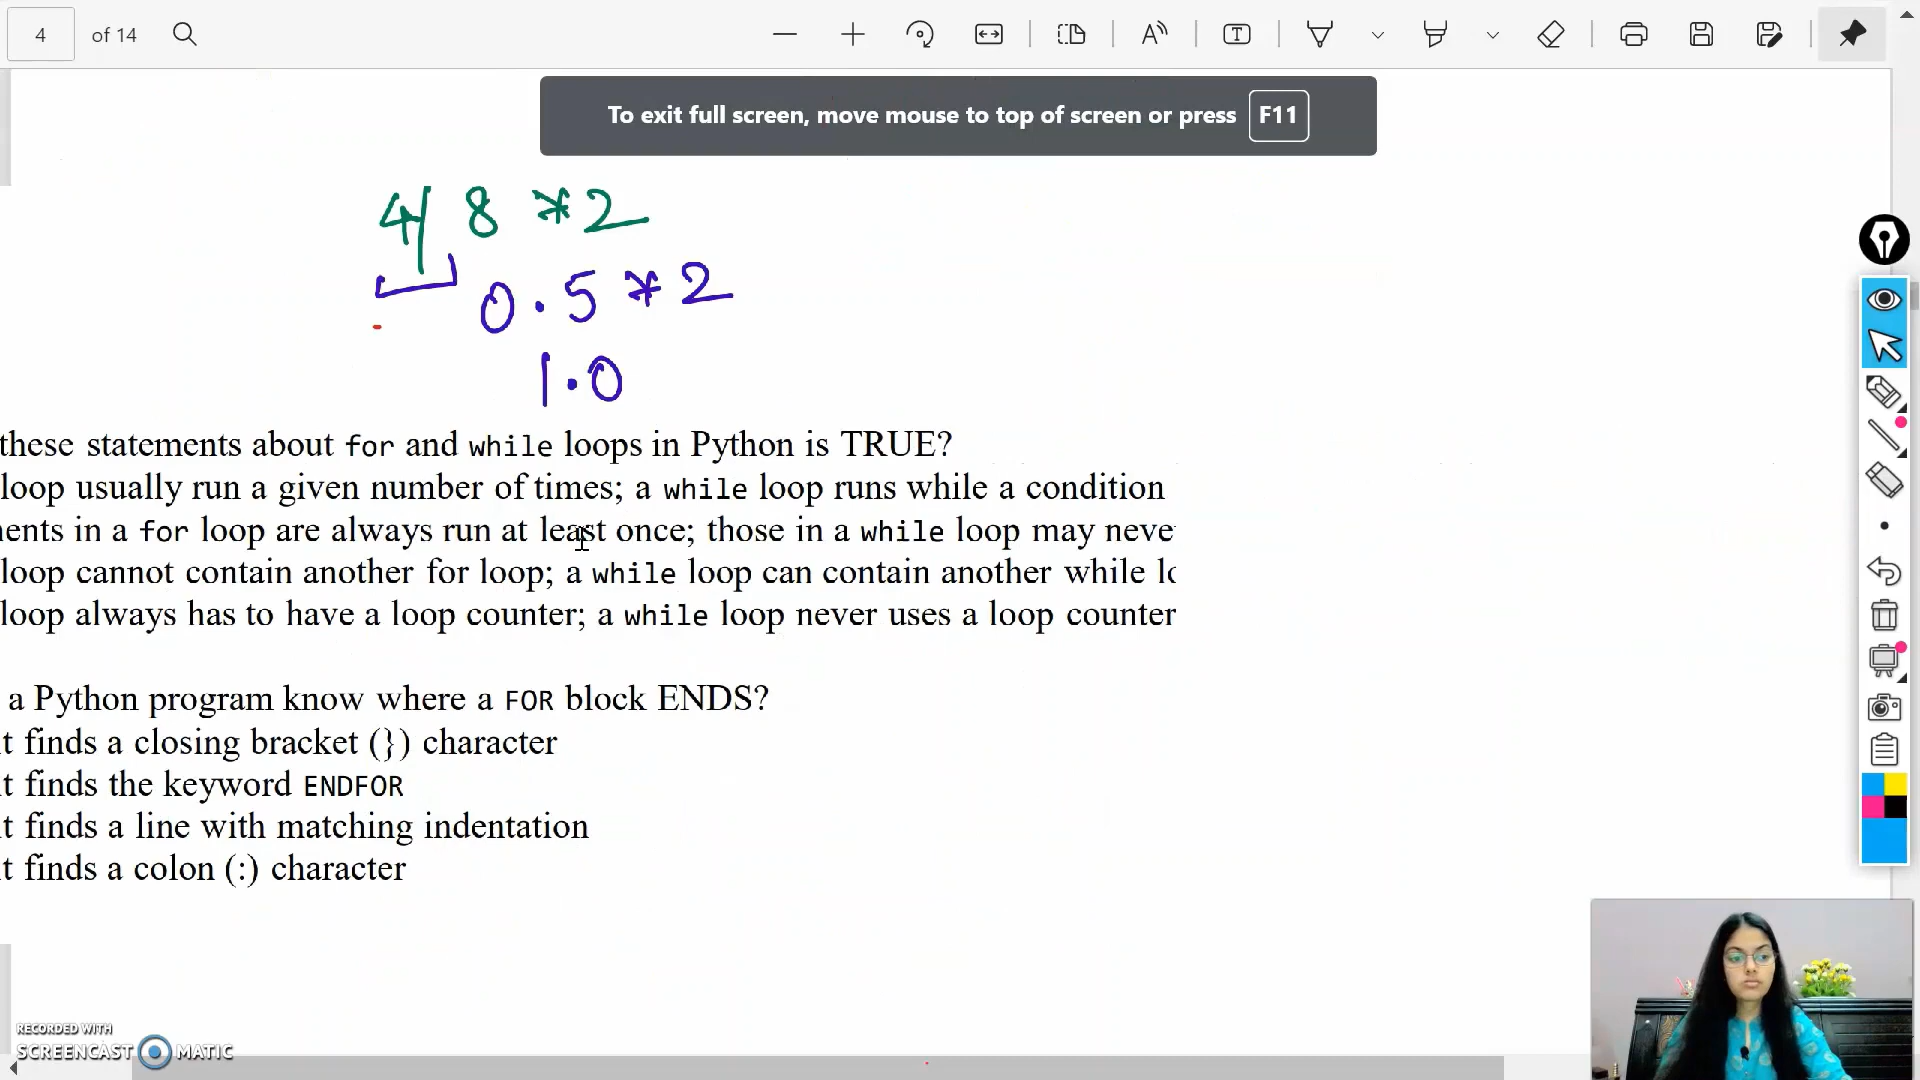 4 of 14
To exit full screen, move mouse to top of screen or press F11
4/ 8 * 2
0.5 * 2
1.0
these statements about for and while loops in Python is TRUE?
loop usually run a given number of times; a while loop runs while a condition
ents in a for loop are always run at least once; those in a while loop may neve
loop cannot contain another for loop; a while loop can contain another while lo
loop always has to have a loop counter; a while loop never uses a loop counter
a Python program know where a FOR block ENDS?
t finds a closing bracket (}) character
t finds the keyword ENDFOR
t finds a line with matching indentation
t finds a colon (:) character
RECORDED WITH
SCREENCAST MATIC